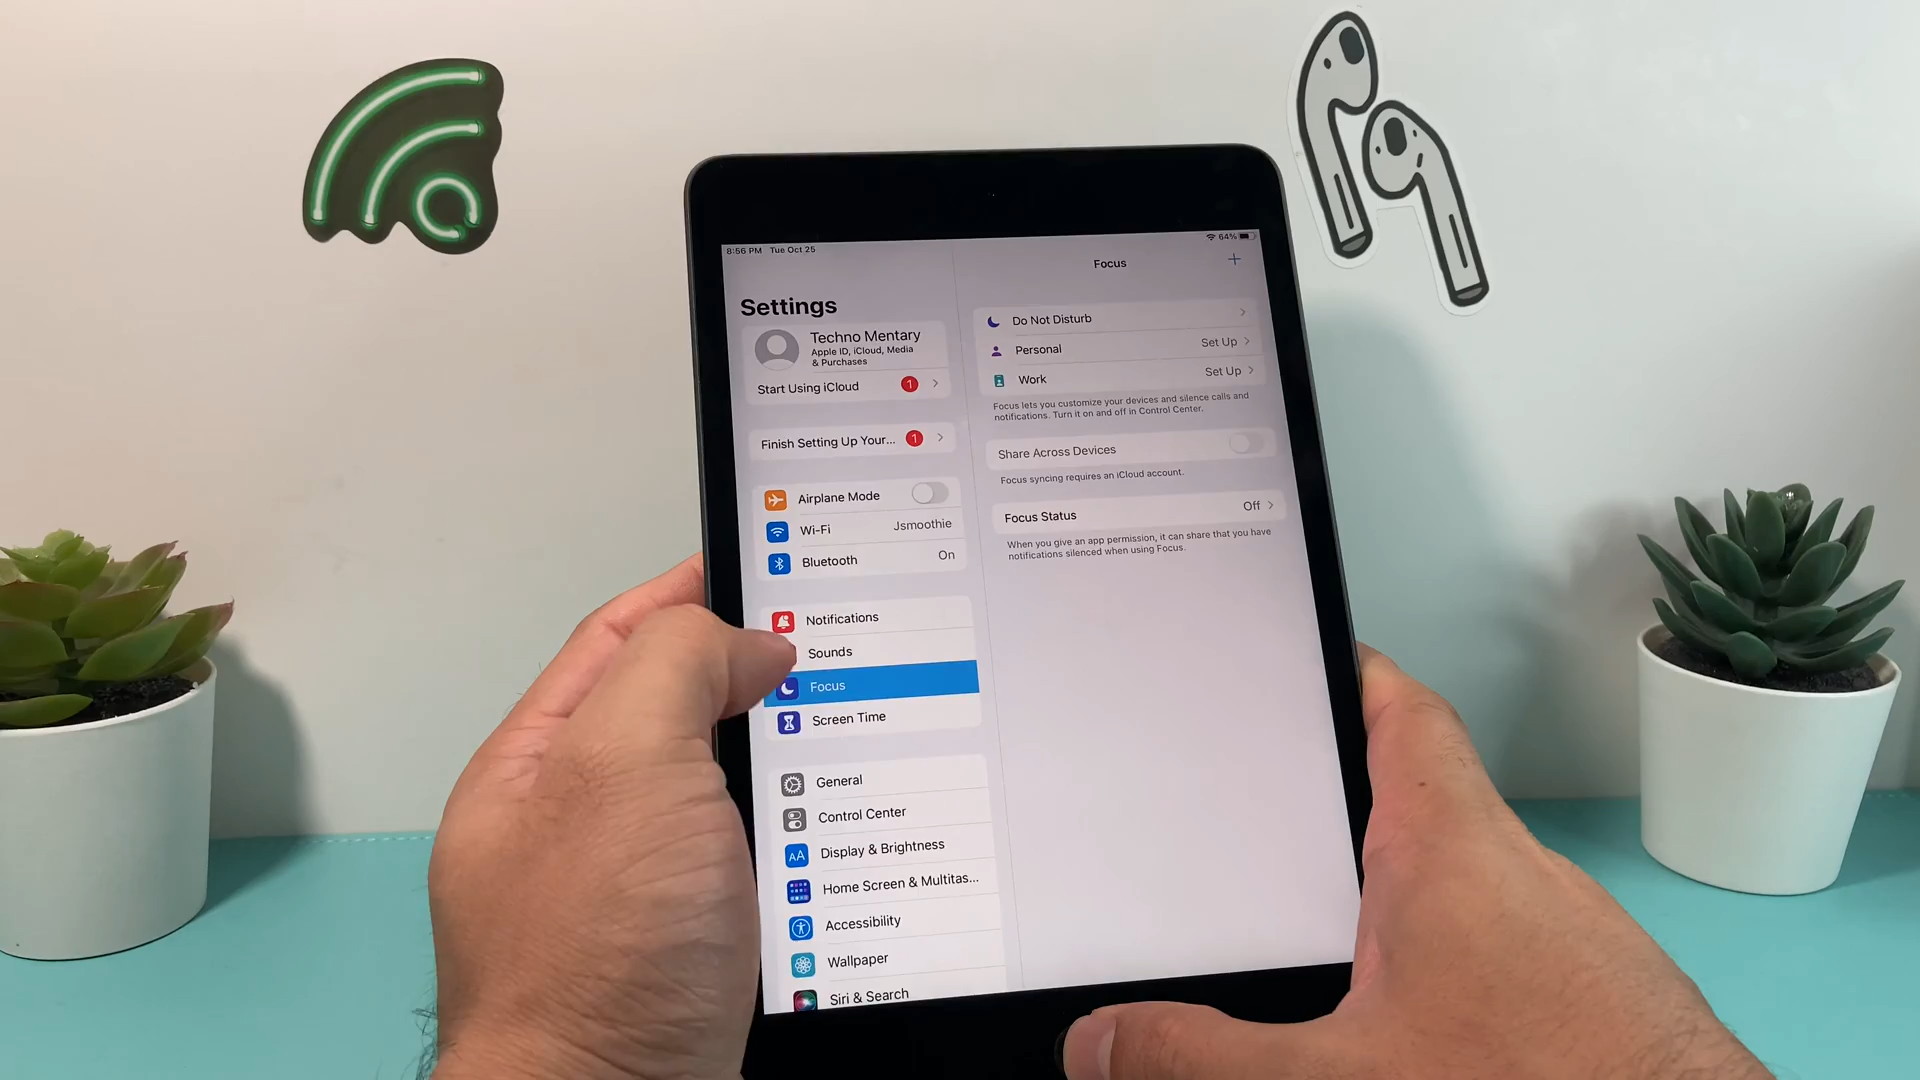 8:56 PM Tue Oct 25
64%
Settings
Techno Mentary
Apple ID, iCloud, Media
& Purchases
Start Using iCloud 1
Finish Setting Up Your... 1
Airplane Mode
Wi-Fi Jsmoothie
Bluetooth On
Notifications
Sounds
Focus
Screen Time
General
Control Center
AA Display & Brightness
Home Screen & Multitas...
Accessibility
Wallpaper
Siri & Search
Focus +
Do Not Disturb
Personal Set Up
Work Set Up
Focus lets you customize your devices and silence calls and
notifications. Turn it on and off in Control Center.
Share Across Devices
Focus syncing requires an iCloud account.
Focus Status Off
When you give an app permission, it can share that you have
notifications silenced when using Focus.